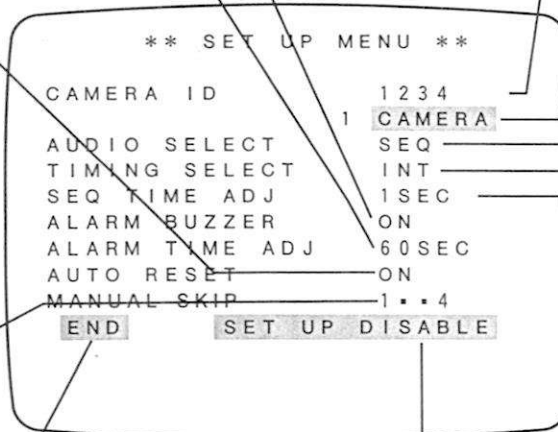 ** SET UP MENU **
CAMERA ID 1234
1 CAMERA
AUDIO SELECT SEQ
TIMING SELECT INT
SEQ TIME ADJ 1SEC
ALARM BUZZER ON
ALARM TIME ADJ 60SEC
AUTO RESET ON
MANUAL SKIP 1▪▪4
END SET UP DISABLE